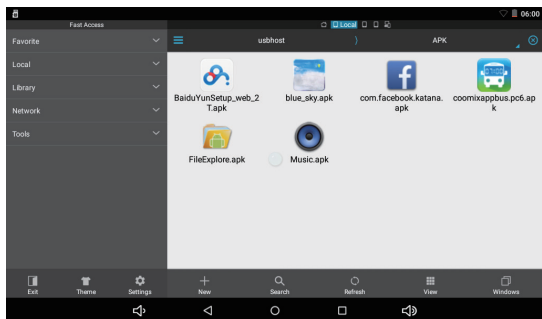 06:00
Fast Access
Local
Favorite
usbhost
APK
Local
Library
Network
Tools
BaiduYunSetup_web_2
T.apk
blue_sky.apk
com.facebook.katana.
apk
coomixappbus.pc6.ap
k
FileExplore.apk
Music.apk
Exit
Theme
Settings
New
Search
Refresh
View
Windows